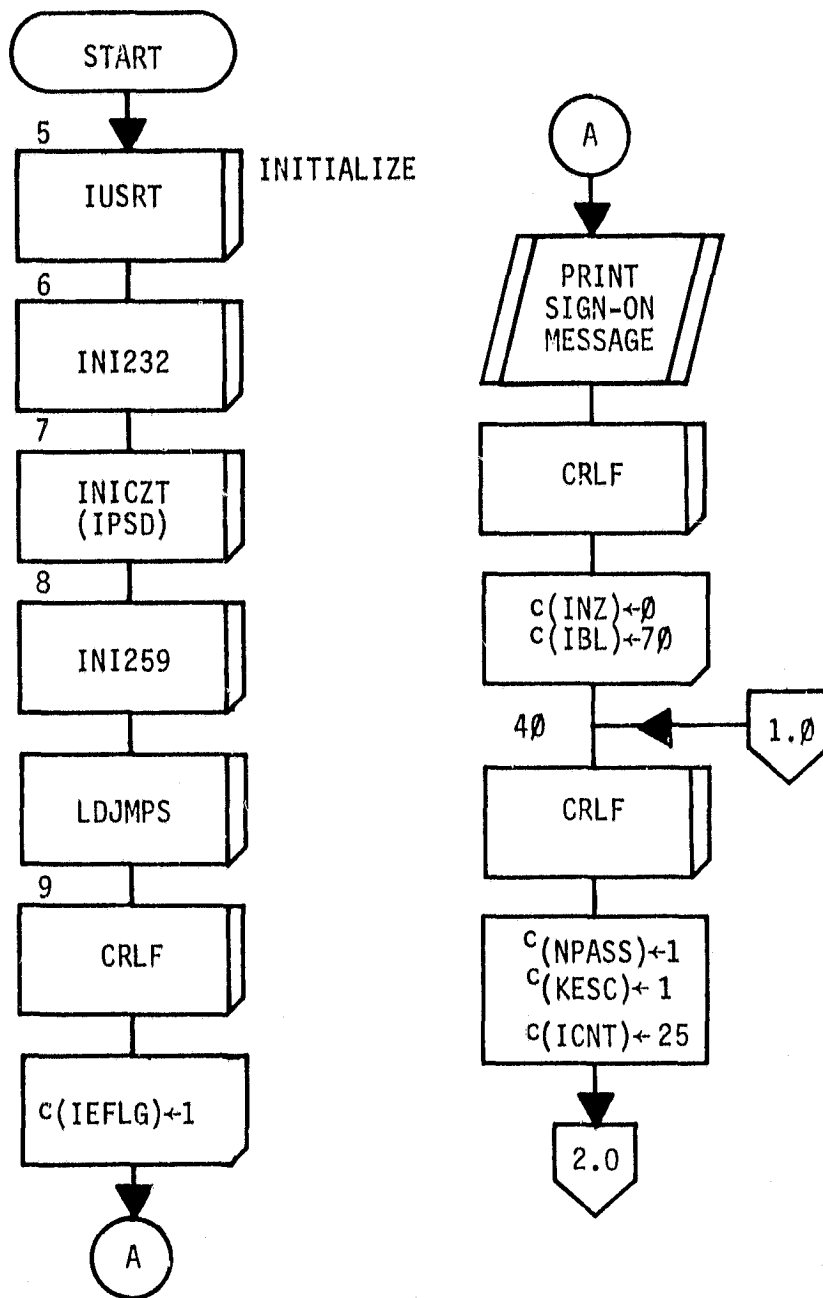 START
5
IUSRT
INITIALIZE
6
INI232
7
INICZT
(IPSD)
8
INI259
LDJMPS
9
CRLF
c(IEFLG)←1
A
A
PRINT
SIGN-ON
MESSAGE
CRLF
c(INZ)←Ø
c(IBL)←7Ø
4Ø
1.Ø
CRLF
c(NPASS)←1
c(KESC)← 1
c(ICNT)← 25
2.0